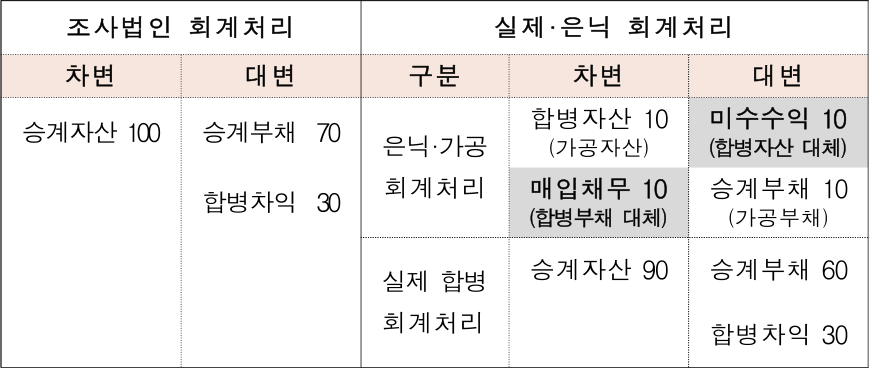 조사법인 회계처리
실제·은닉 회계처리
차변
대변
구분
차변
대변
승계자산 100
승계부채 70
합병차익 30
은닉·가공
회계처리
합병자산 10
(가공자산)
미수수익 10
(합병자산 대체)
매입채무 10
(합병부채 대체)
승계부채 10
(가공부채)
실제 합병
회계처리
승계자산 90
승계부채 60
합병차익 30